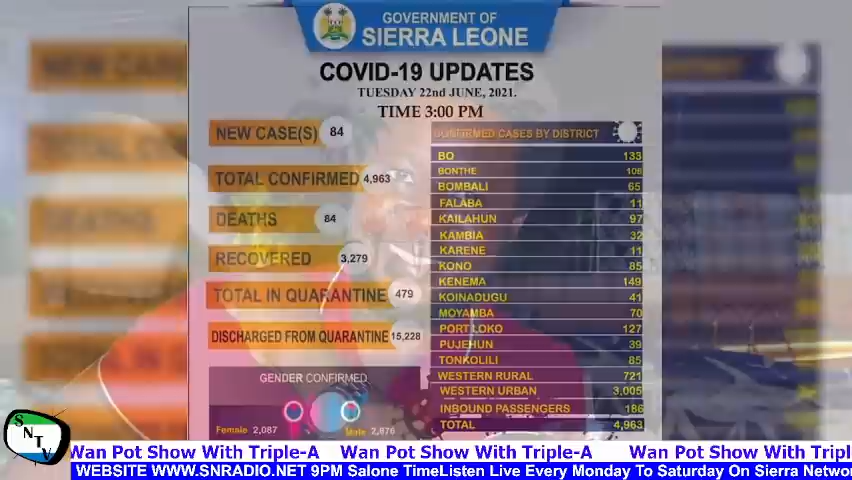 GOVERNMENT OF
SIERRA LEONE
COVID-19 UPDATES
TUESDAY 22nd JUNE, 2021.
TIME 3:00 PM
NEW CASE(S) 84
TOTAL CONFIRMED 4,963
DEATHS 84
RECOVERED 3,279
TOTAL IN QUARANTINE 479
DISCHARGED FROM QUARANTINE 15,228
GENDER CONFIRMED
Female 2,087 Male 2,876
CONFIRMED CASES BY DISTRICT
BO 133
BONTHE 106
BOMBALI 65
FALABA 11
KAILAHUN 97
KAMBIA 32
KARENE 11
KONO 85
KENEMA 149
KOINADUGU 41
MOYAMBA 70
PORT LOKO 127
PUJEHUN 39
TONKOLILI 85
WESTERN RURAL 721
WESTERN URBAN 3,005
INBOUND PASSENGERS 186
TOTAL 4,963
SNTV
Wan Pot Show With Triple-A Wan Pot Show With Triple-A Wan Pot Show With Tripl
WEBSITE WWW.SNRADIO.NET 9PM Salone TimeListen Live Every Monday To Saturday On Sierra Networ